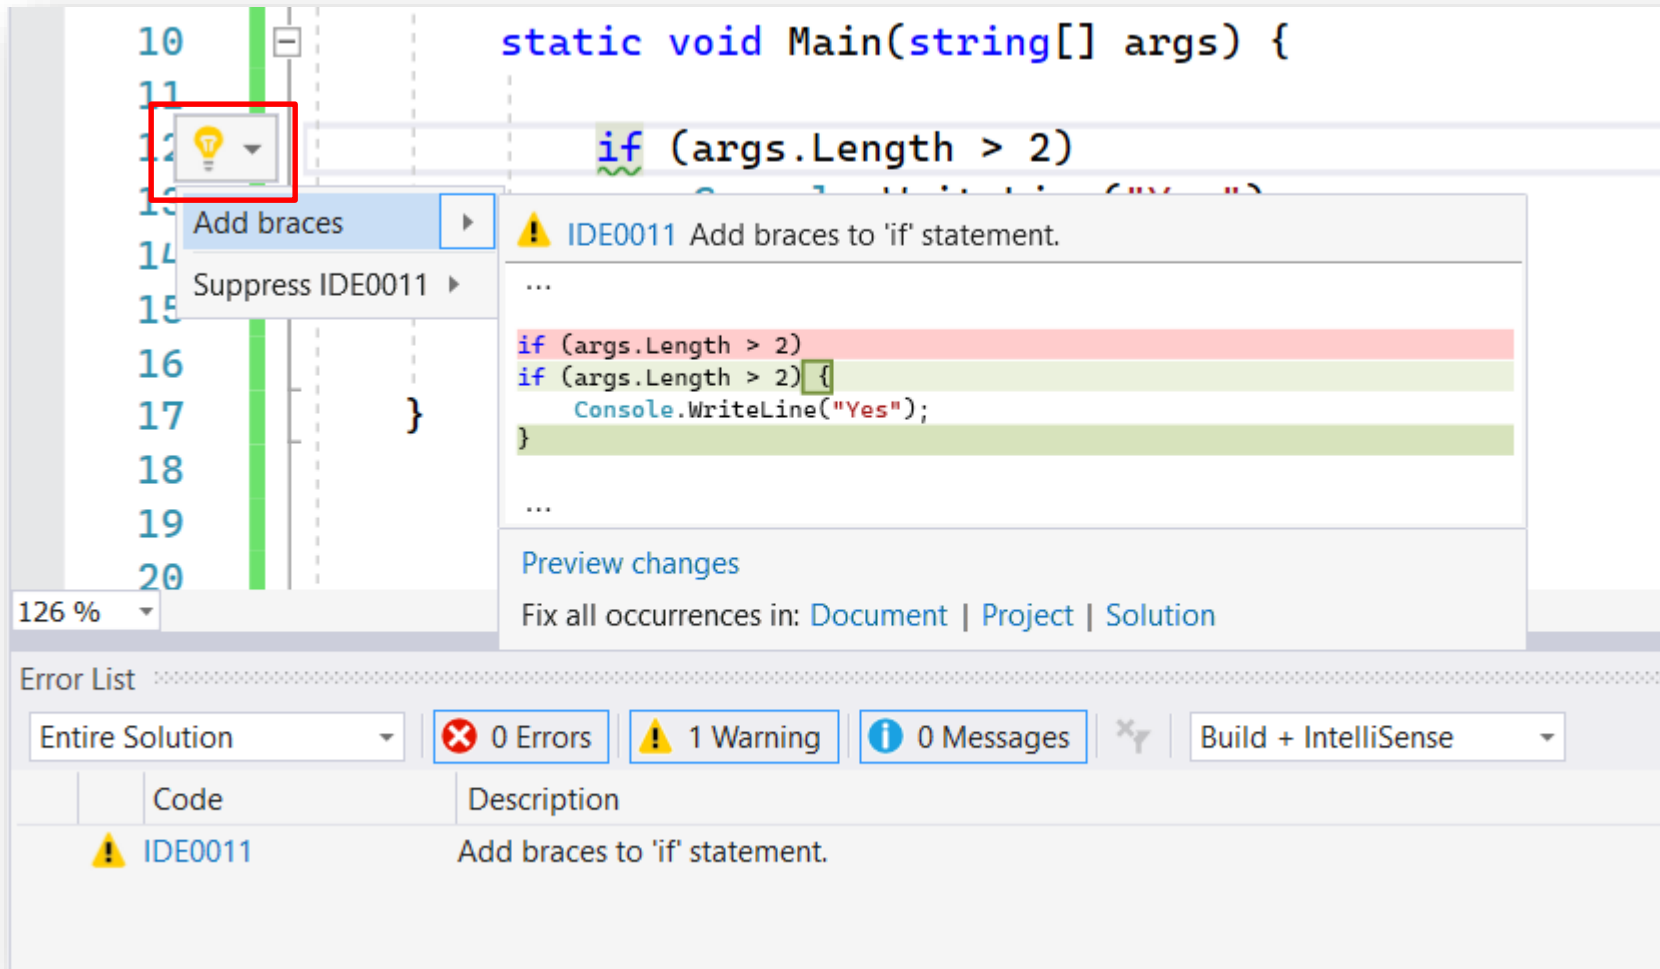 10 static void Main(string[] args) {
11
12 if (args.Length > 2)
13 Console.WriteLine("Yes");
Add braces
Suppress IDE0011
14
15
16
17 }
18
19
20
IDE0011 Add braces to 'if' statement.
...
if (args.Length > 2)
if (args.Length > 2) {
Console.WriteLine("Yes");
}
...
Preview changes
Fix all occurrences in: Document | Project | Solution
126 %
Error List
Entire Solution 0 Errors 1 Warning 0 Messages Build + IntelliSense
Code Description
IDE0011 Add braces to 'if' statement.